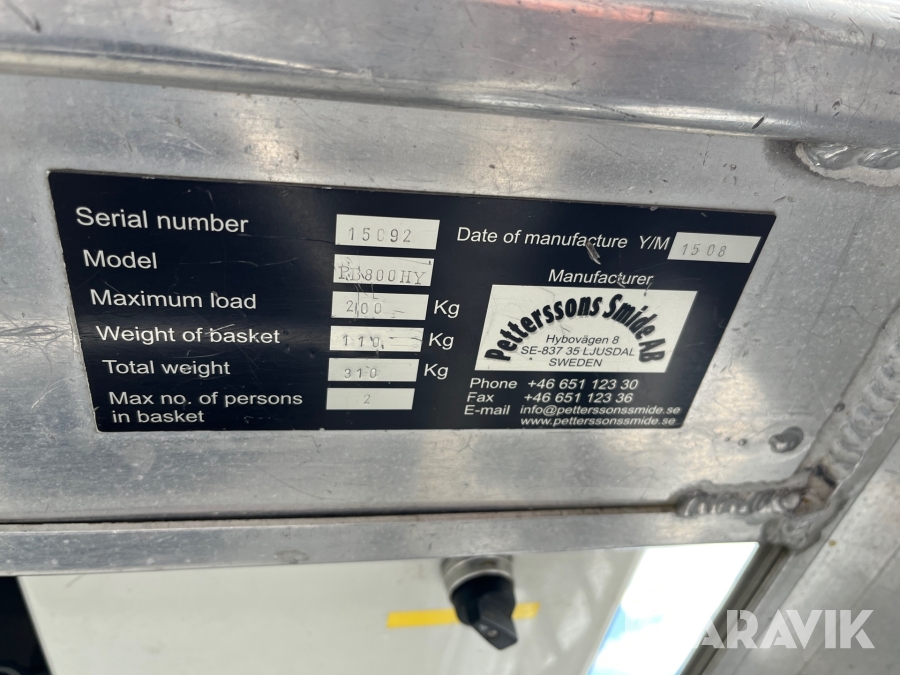 Serial number 15092
Date of manufacture Y/M 1508
Model PB800HY
Manufacturer
Maximum load 200 Kg
Petterssons Smide AB
Hybovägen 8
SE-837 35 LJUSDAL
SWEDEN
Weight of basket 110 Kg
Total weight 310 Kg
Max no. of persons
in basket 2
Phone +46 651 123 30
Fax +46 651 123 36
E-mail info@petterssonssmide.se
www.petterssonssmide.se